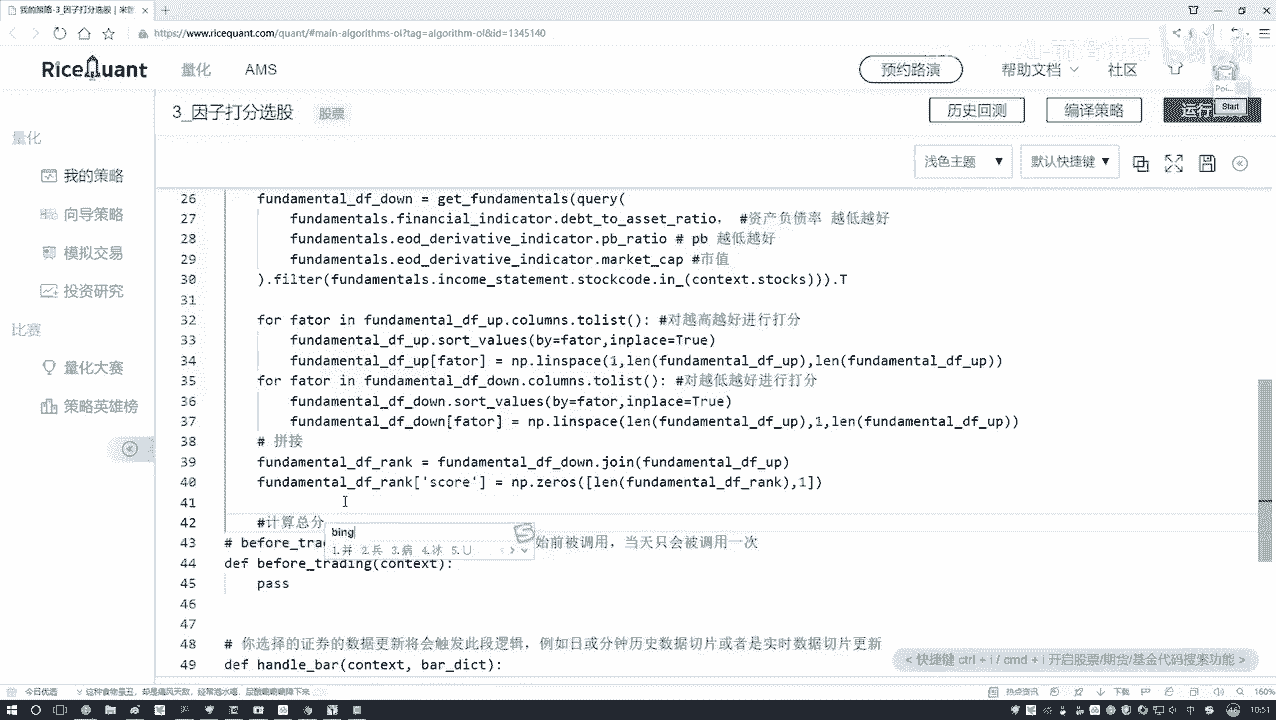 我的策略-3_因子打分选股 | 米筐
https://www.ricequant.com/quant/#main-algorithms-ol?tag=algorithm-ol&id=1345140
RiceQuant 量化 AMS 预约路演 帮助文档 社区
Poi...
Start
3_因子打分选股 股票 历史回测 编译策略 运行
量化
浅色主题 默认快捷键
我的策略
向导策略
模拟交易
投资研究
比赛
量化大赛
策略英雄榜
26 fundamental_df_down = get_fundamentals(query(
27 fundamentals.financial_indicator.debt_to_asset_ratio, #资产负债率 越低越好
28 fundamentals.eod_derivative_indicator.pb_ratio # pb 越低越好
29 fundamentals.eod_derivative_indicator.market_cap #市值
30 ).filter(fundamentals.income_statement.stockcode.in_(context.stocks))).T
31
32 for fator in fundamental_df_up.columns.tolist(): #对越高越好进行打分
33 fundamental_df_up.sort_values(by=fator,inplace=True)
34 fundamental_df_up[fator] = np.linspace(1,len(fundamental_df_up),len(fundamental_df_up))
35 for fator in fundamental_df_down.columns.tolist(): #对越低越好进行打分
36 fundamental_df_down.sort_values(by=fator,inplace=True)
37 fundamental_df_down[fator] = np.linspace(len(fundamental_df_up),1,len(fundamental_df_up))
38 # 拼接
39 fundamental_df_rank = fundamental_df_down.join(fundamental_df_up)
40 fundamental_df_rank['score'] = np.zeros([len(fundamental_df_rank),1])
41
42 #计算总分
bing
1.并 2.兵 3.病 4.冰 5.
43 # before_tra 始前被调用，当天只会被调用一次
44 def before_trading(context):
45 pass
46
47
48 # 你选择的证券的数据更新将会触发此段逻辑，例如日或分钟历史数据切片或者是实时数据切片更新
49 def handle_bar(context, bar_dict):
< 快捷键 ctrl + i / cmd + i 开启股票/期货/基金代码搜索功能 >
今日优选 热点资讯 下载 160%
中 10:51